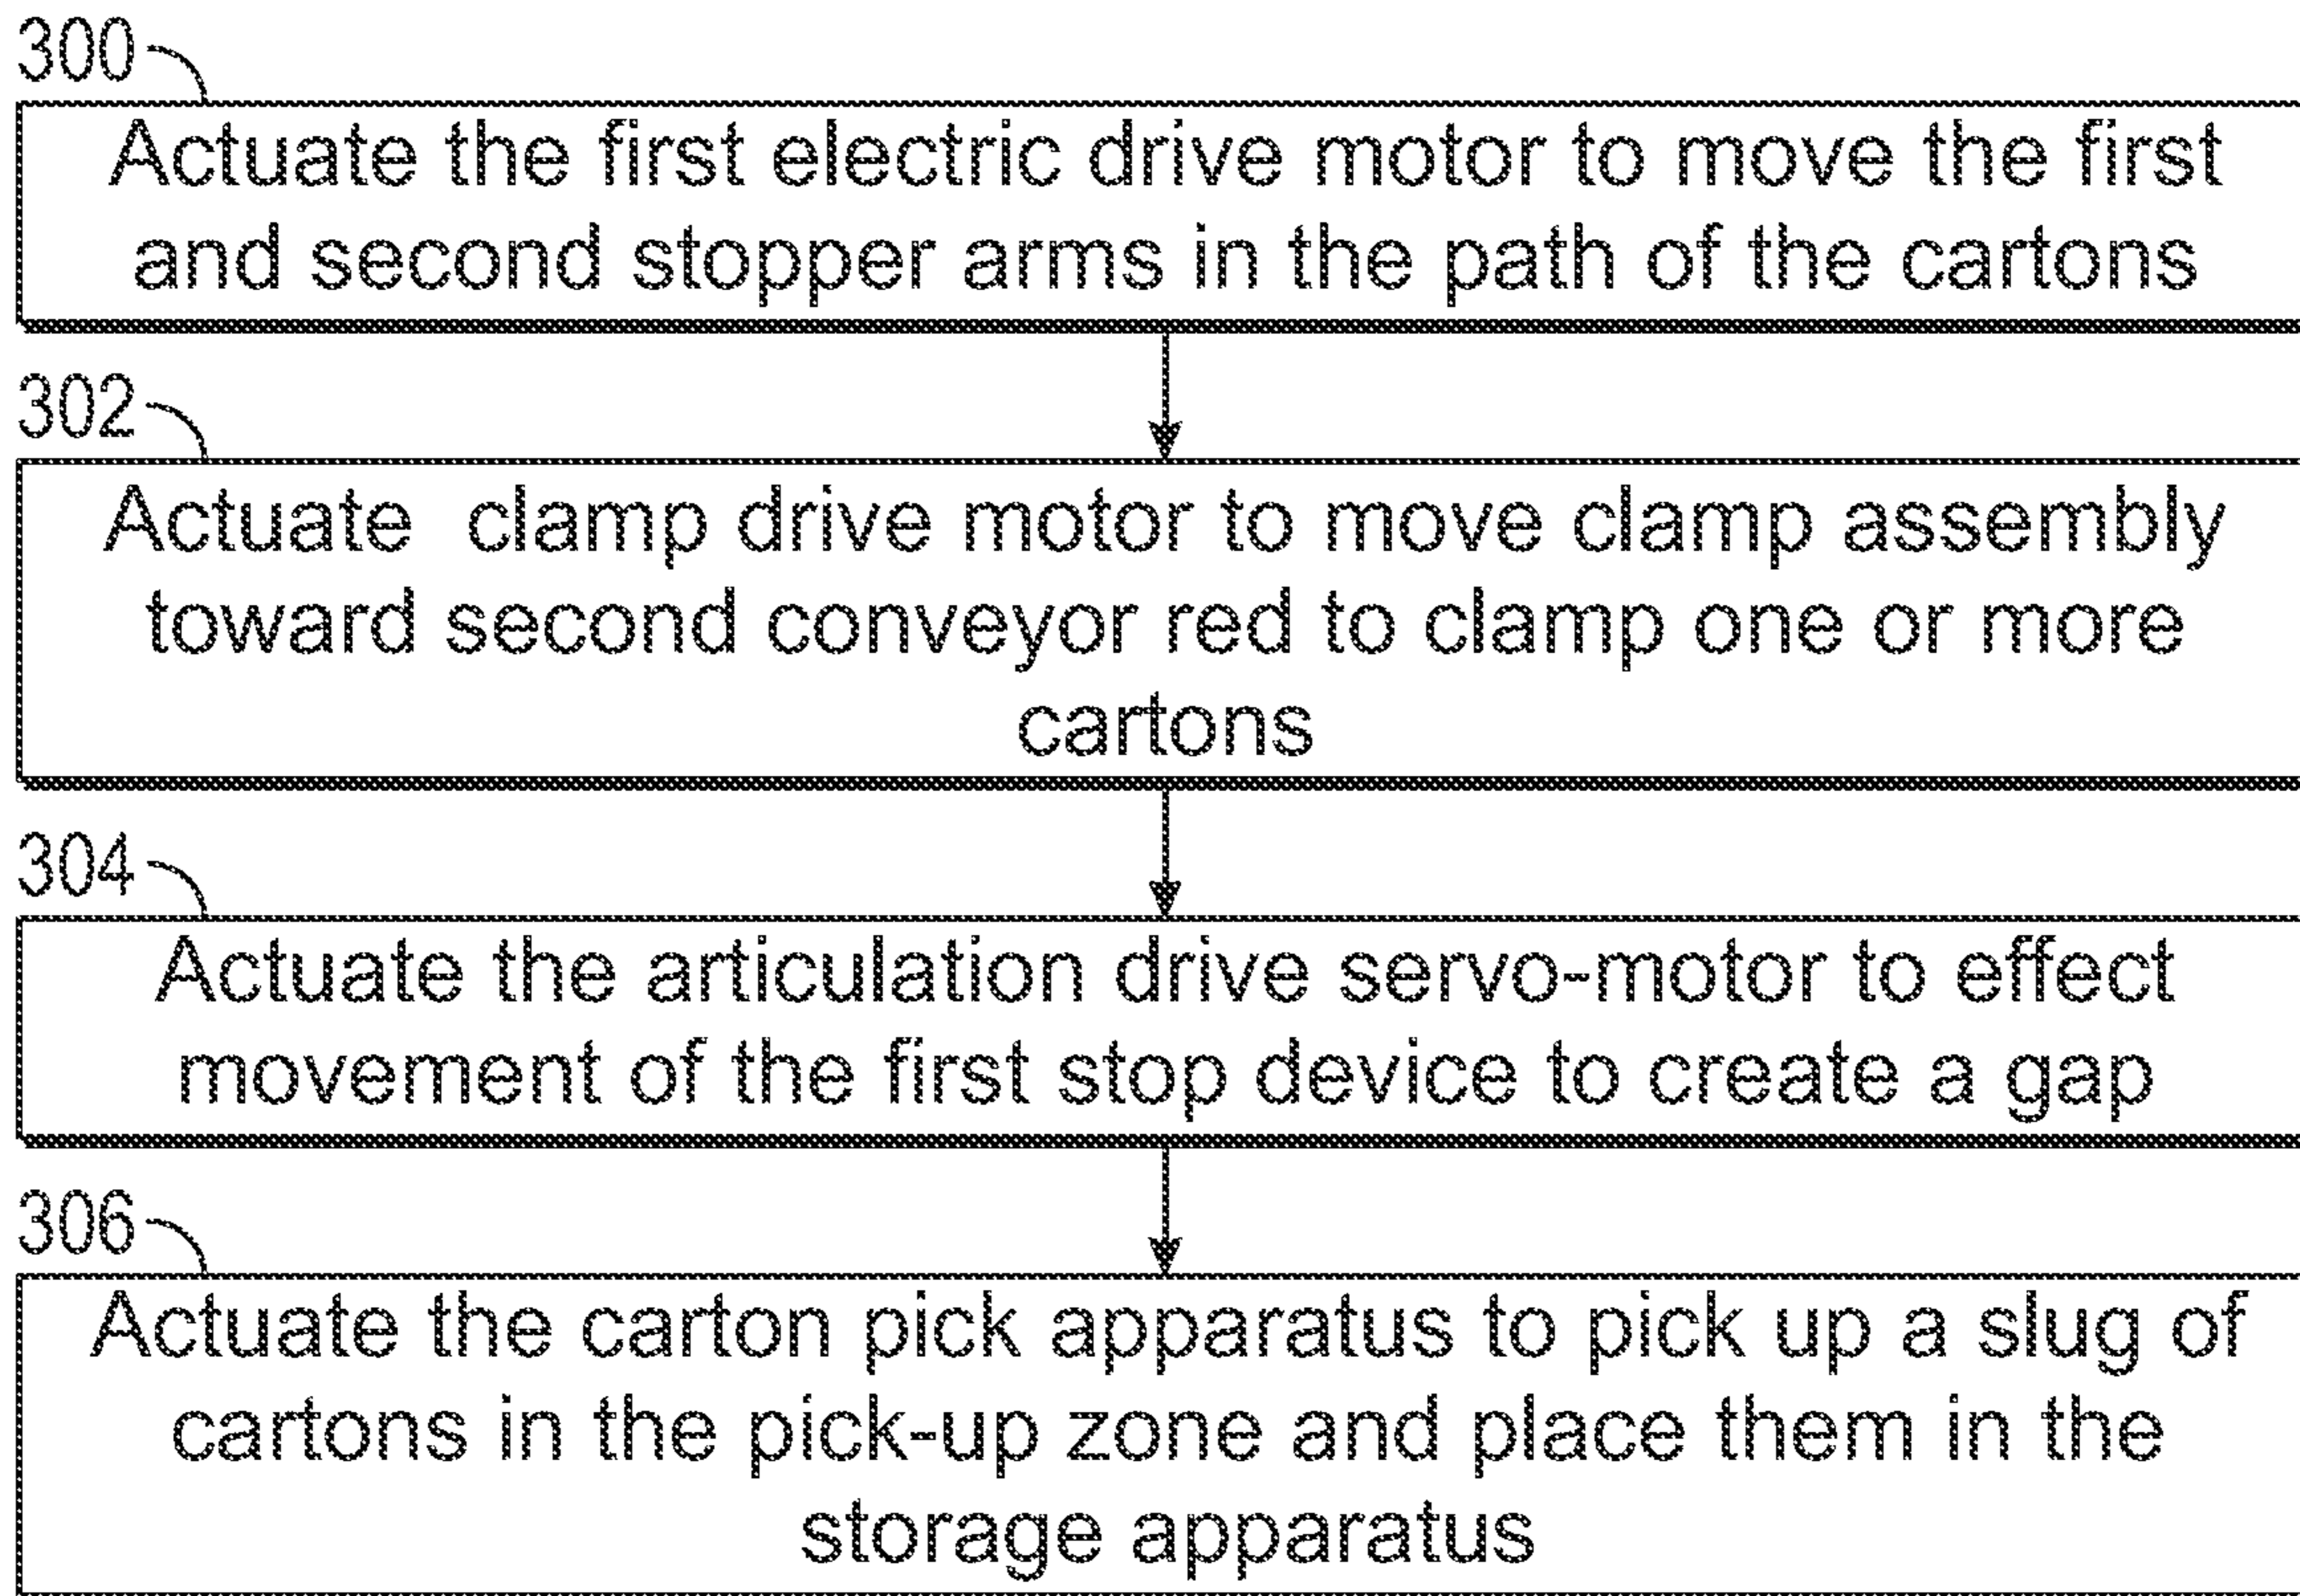 300
Actuate the first electric drive motor to move the first
and second stopper arms in the path of the cartons
302
Actuate  clamp drive motor to move clamp assembly
toward second conveyor red to clamp one or more
cartons
304
Actuate the articulation drive servo-motor to effect
movement of the first stop device to create a gap
306
Actuate the carton pick apparatus to pick up a slug of
cartons in the pick-up zone and place them in the
storage apparatus